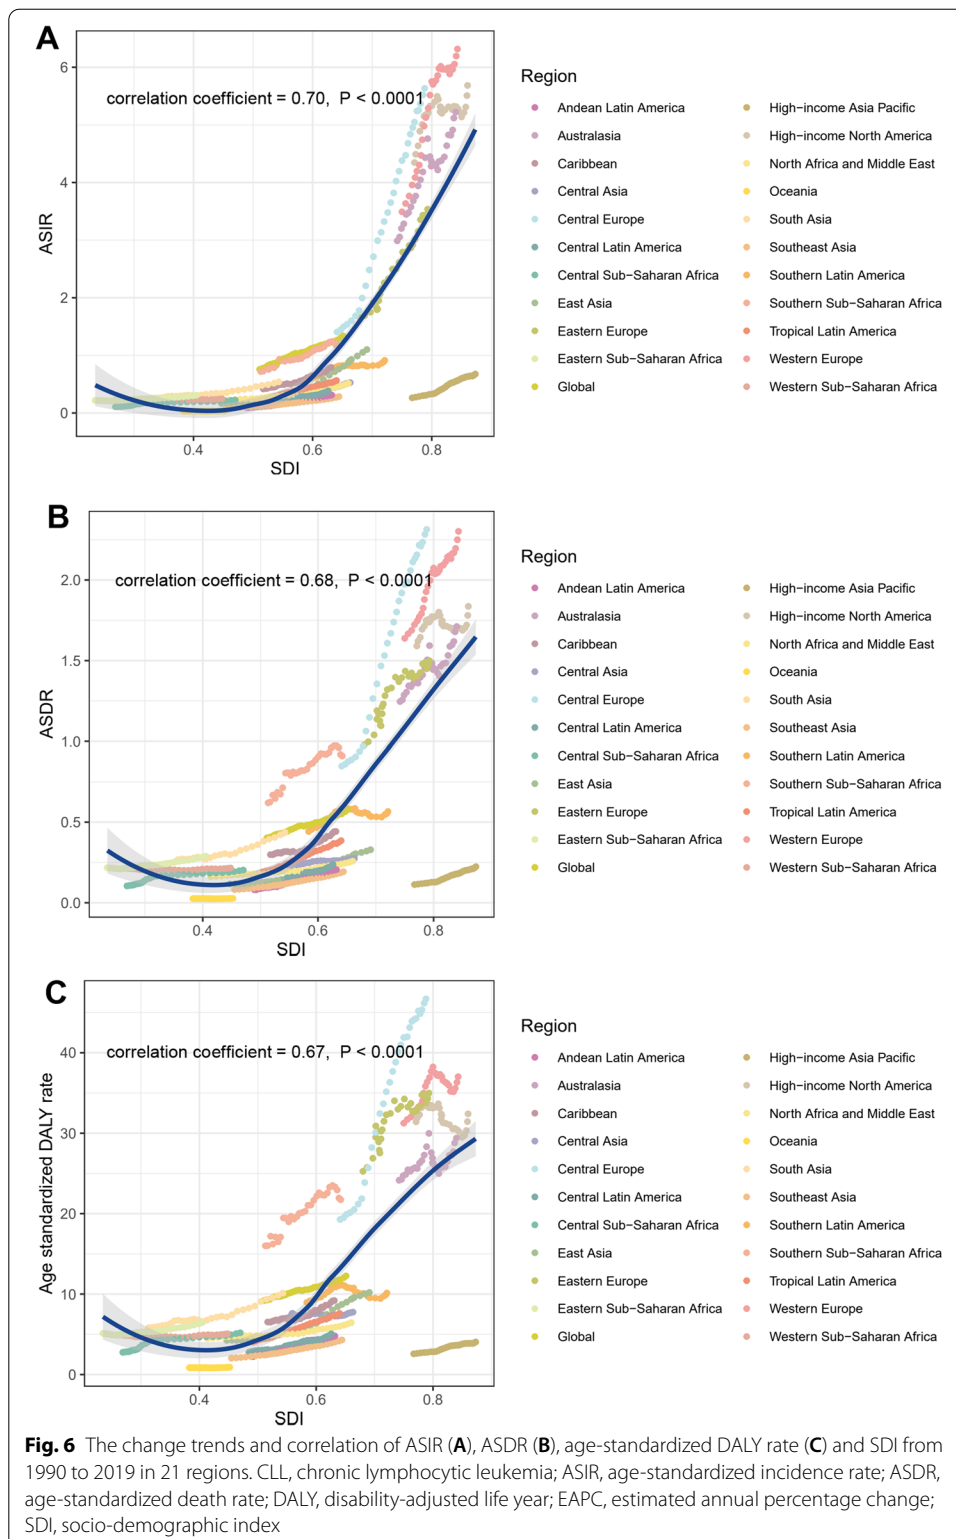 A
correlation coefficient = 0.70, P < 0.0001
ASIR
6
4
2
0
0.4 0.6 0.8
SDI
Region
Andean Latin America High−income Asia Pacific
Australasia High−income North America
Caribbean North Africa and Middle East
Central Asia Oceania
Central Europe South Asia
Central Latin America Southeast Asia
Central Sub−Saharan Africa Southern Latin America
East Asia Southern Sub−Saharan Africa
Eastern Europe Tropical Latin America
Eastern Sub−Saharan Africa Western Europe
Global Western Sub−Saharan Africa
B
correlation coefficient = 0.68, P < 0.0001
ASDR
2.0
1.5
1.0
0.5
0.0
0.4 0.6 0.8
SDI
Region
Andean Latin America High−income Asia Pacific
Australasia High−income North America
Caribbean North Africa and Middle East
Central Asia Oceania
Central Europe South Asia
Central Latin America Southeast Asia
Central Sub−Saharan Africa Southern Latin America
East Asia Southern Sub−Saharan Africa
Eastern Europe Tropical Latin America
Eastern Sub−Saharan Africa Western Europe
Global Western Sub−Saharan Africa
C
correlation coefficient = 0.67, P < 0.0001
Age standardized DALY rate
40
30
20
10
0
0.4 0.6 0.8
SDI
Region
Andean Latin America High−income Asia Pacific
Australasia High−income North America
Caribbean North Africa and Middle East
Central Asia Oceania
Central Europe South Asia
Central Latin America Southeast Asia
Central Sub−Saharan Africa Southern Latin America
East Asia Southern Sub−Saharan Africa
Eastern Europe Tropical Latin America
Eastern Sub−Saharan Africa Western Europe
Global Western Sub−Saharan Africa
Fig. 6 The change trends and correlation of ASIR (A), ASDR (B), age-standardized DALY rate (C) and SDI from
1990 to 2019 in 21 regions. CLL, chronic lymphocytic leukemia; ASIR, age-standardized incidence rate; ASDR,
age-standardized death rate; DALY, disability-adjusted life year; EAPC, estimated annual percentage change;
SDI, socio-demographic index